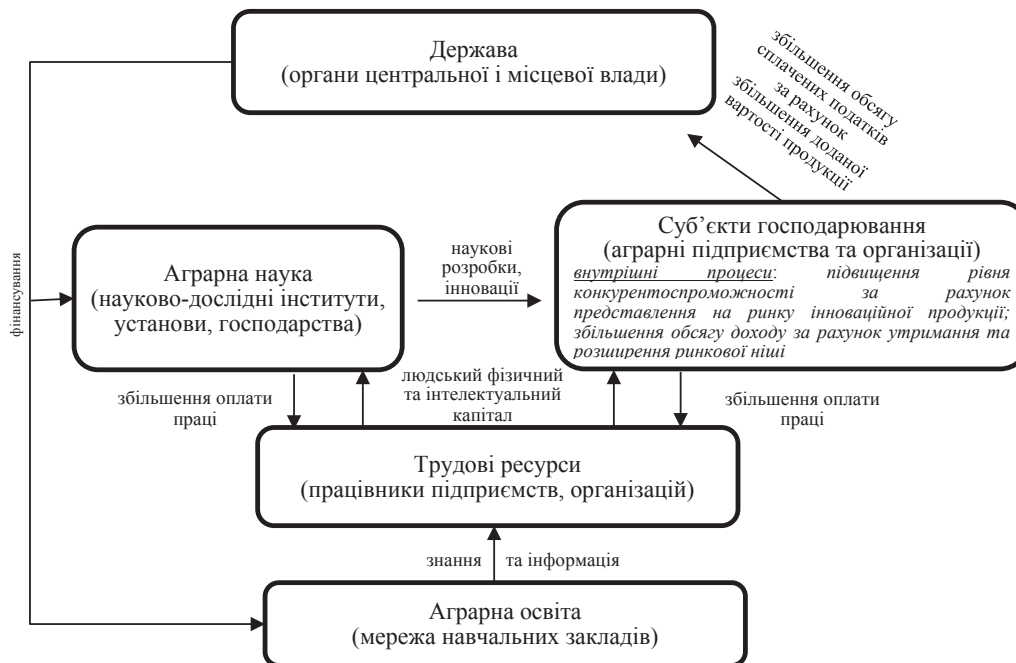 Держава
(органи центральної і місцевої влади)
збільшення обсягу
сплачених податків
за рахунок
збільшення доданої
вартості продукції
фінансування
Аграрна наука
(науково-дослідні інститути,
установи, господарства)
наукові
розробки,
інновації
Суб’єкти господарювання
(аграрні підприємства та організації)
внутрішні процеси: підвищення рівня
конкурентоспроможності за рахунок
представлення на ринку інноваційної продукції;
збільшення обсягу доходу за рахунок утримання та
розширення ринкової ніші
збільшення оплати
праці
людський фізичний
та інтелектуальний
капітал
збільшення оплати
праці
Трудові ресурси
(працівники підприємств, організацій)
знання та інформація
Аграрна освіта
(мережа навчальних закладів)